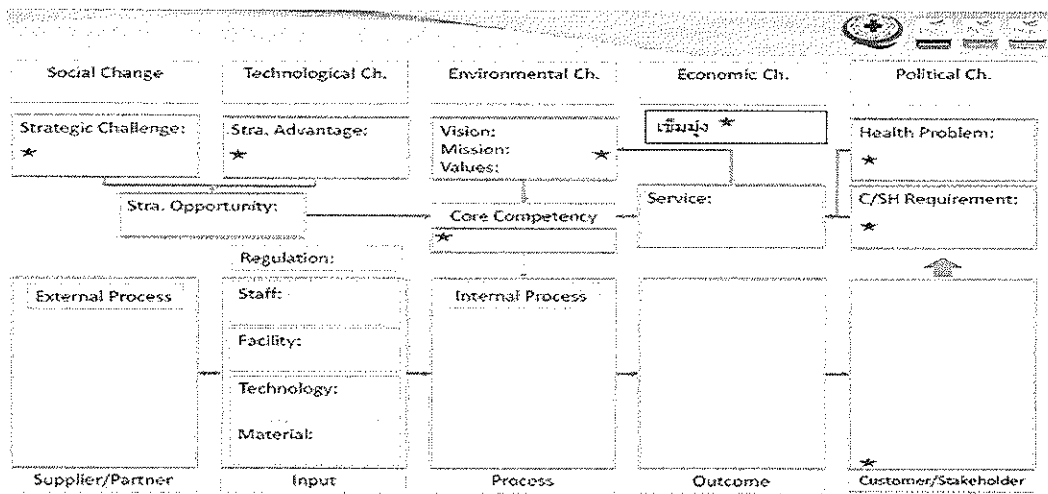 Social Change
Technological Ch.
Environmental Ch.
Economic Ch.
Political Ch.
Strategic Challenge:
Stra. Advantage:
Vision:
Mission:
Values:
เข็มมุ่ง
Health Problem:
Stra. Opportunity:
Core Competency
Service:
C/SH Requirement:
Regulation:
External Process
Staff:
Internal Process
Facility:
Technology:
Material:
Supplier/Partner
Input
Process
Outcome
Customer/Stakeholder